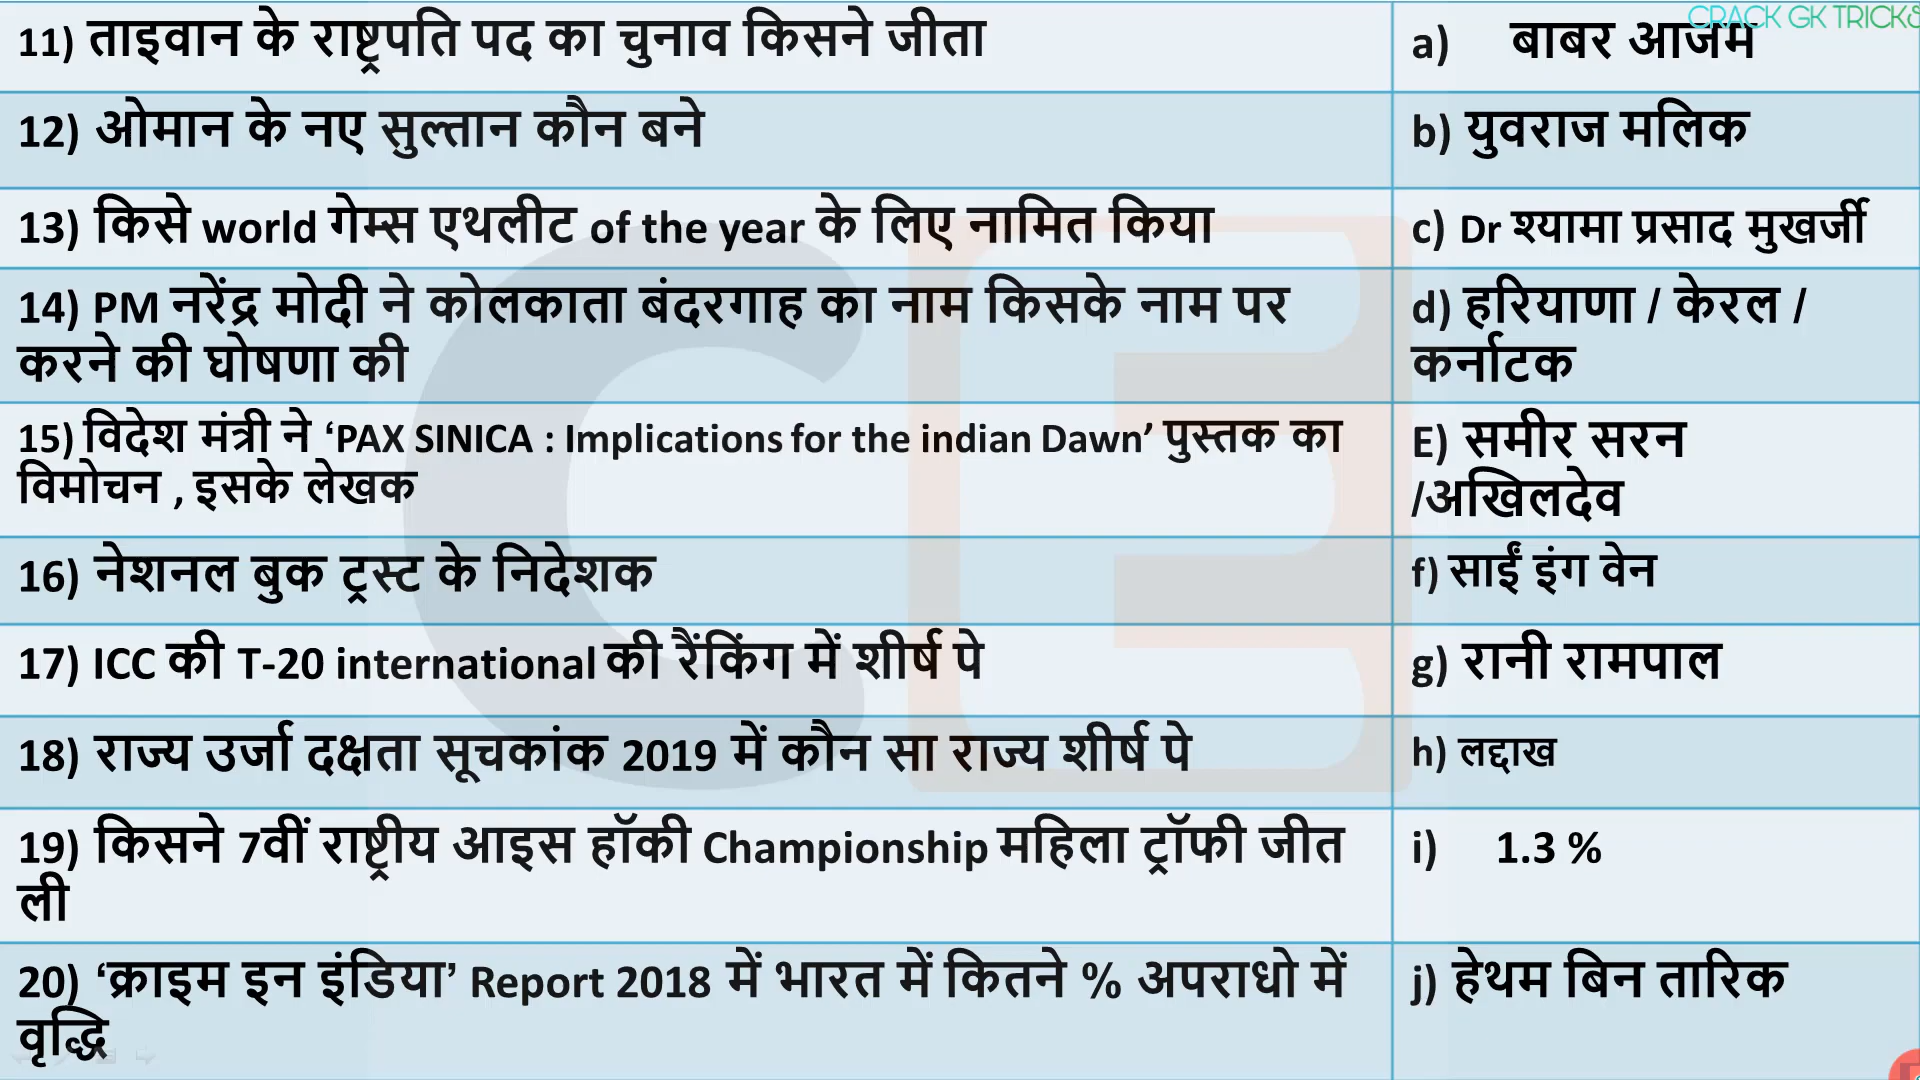 CRACK GK TRICKS
11) ताइवान के राष्ट्रपति पद का चुनाव किसने जीता
a) बाबर आजम
12) ओमान के नए सुल्तान कौन बने
b) युवराज मलिक
13) किसे world गेम्स एथलीट of the year के लिए नामित किया
c) Dr श्यामा प्रसाद मुखर्जी
14) PM नरेंद्र मोदी ने कोलकाता बंदरगाह का नाम किसके नाम पर
करने की घोषणा की
d) हरियाणा / केरल /
कर्नाटक
15) विदेश मंत्री ने ‘PAX SINICA : Implications for the indian Dawn’ पुस्तक का
विमोचन , इसके लेखक
E) समीर सरन
/अखिलदेव
16) नेशनल बुक ट्रस्ट के निदेशक
f) साईं इंग वेन
17) ICC की T-20 international की रैंकिंग में शीर्ष पे
g) रानी रामपाल
18) राज्य उर्जा दक्षता सूचकांक 2019 में कौन सा राज्य शीर्ष पे
h) लद्दाख
19) किसने 7वीं राष्ट्रीय आइस हॉकी Championship महिला ट्रॉफी जीत
ली
i) 1.3 %
20) ‘क्राइम इन इंडिया’ Report 2018 में भारत में कितने % अपराधो में
वृद्धि
j) हेथम बिन तारिक